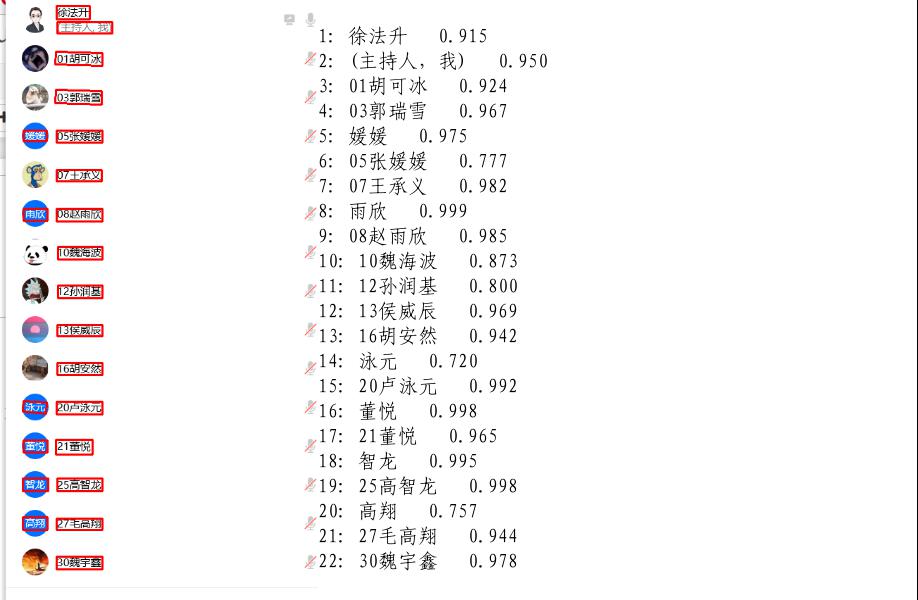 徐法升
主持人, 我
01胡可冰
03郭瑞雪
媛媛 05张媛媛
07王承义
雨欣 08赵雨欣
10魏海波
12孙润基
13侯威辰
16胡安然
泳元 20卢泳元
董悦 21董悦
智龙 25高智龙
高翔 27毛高翔
30魏宇鑫
1: 徐法升 0.915
2: (主持人, 我) 0.950
3: 01胡可冰 0.924
4: 03郭瑞雪 0.967
5: 媛媛 0.975
6: 05张媛媛 0.777
7: 07王承义 0.982
8: 雨欣 0.999
9: 08赵雨欣 0.985
10: 10魏海波 0.873
11: 12孙润基 0.800
12: 13侯威辰 0.969
13: 16胡安然 0.942
14: 泳元 0.720
15: 20卢泳元 0.992
16: 董悦 0.998
17: 21董悦 0.965
18: 智龙 0.995
19: 25高智龙 0.998
20: 高翔 0.757
21: 27毛高翔 0.944
22: 30魏宇鑫 0.978